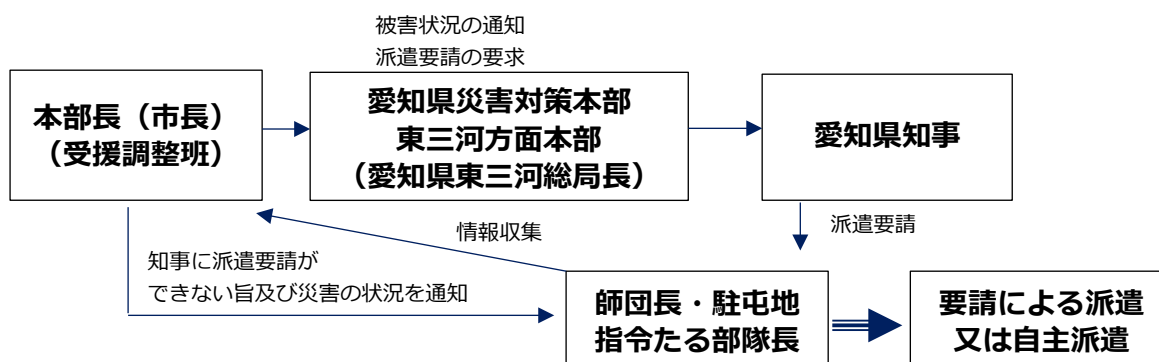 被害状況の通知
派遣要請の要求
本部長（市長）
（受援調整班）
愛知県災害対策本部
東三河方面本部
（愛知県東三河総局長）
愛知県知事
情報収集
派遣要請
知事に派遣要請が
できない旨及び災害の状況を通知
師団長・駐屯地
指令たる部隊長
要請による派遣
又は自主派遣